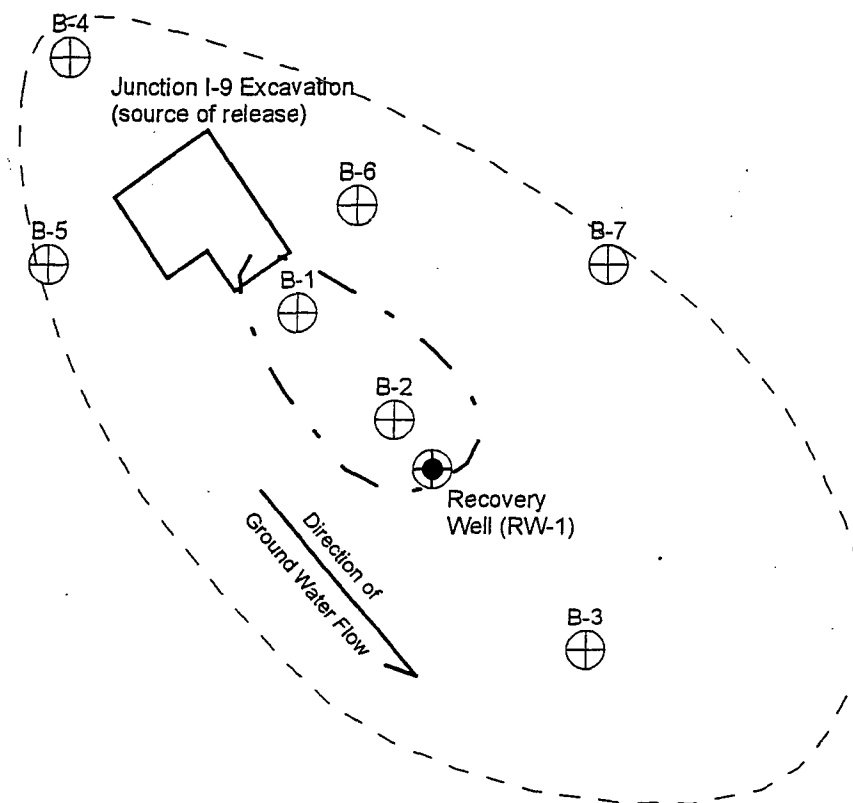 B-4
Junction I-9 Excavation
(source of release)
B-6
B-5
B-7
B-1
B-2
Recovery
Well (RW-1)
Direction of
Ground Water Flow
B-3